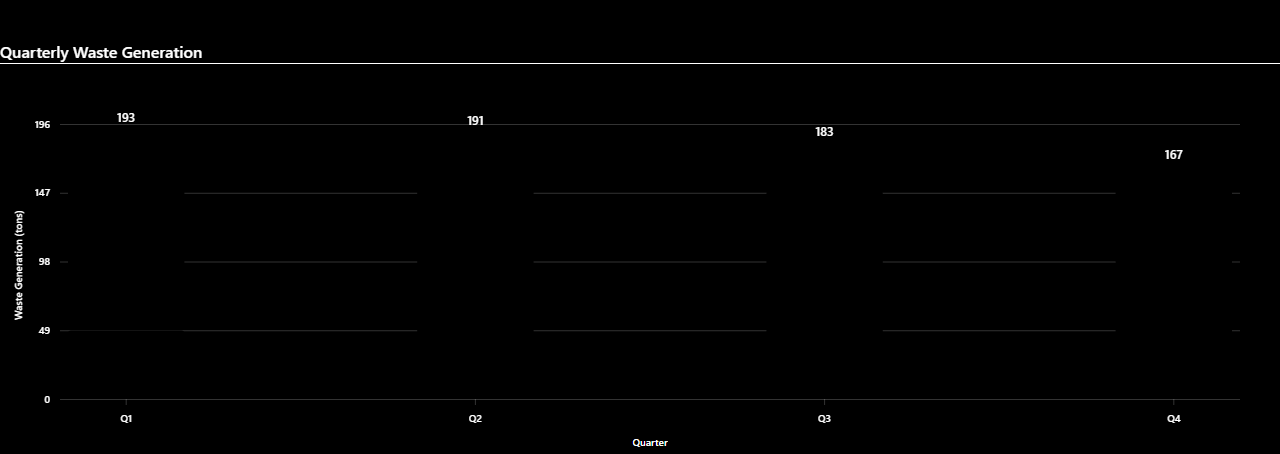 Quarterly Waste Generation
193
191
183
167
196
147
98
49
0
Waste Generation (tons)
Q1
Q2
Q3
Q4
Quarter